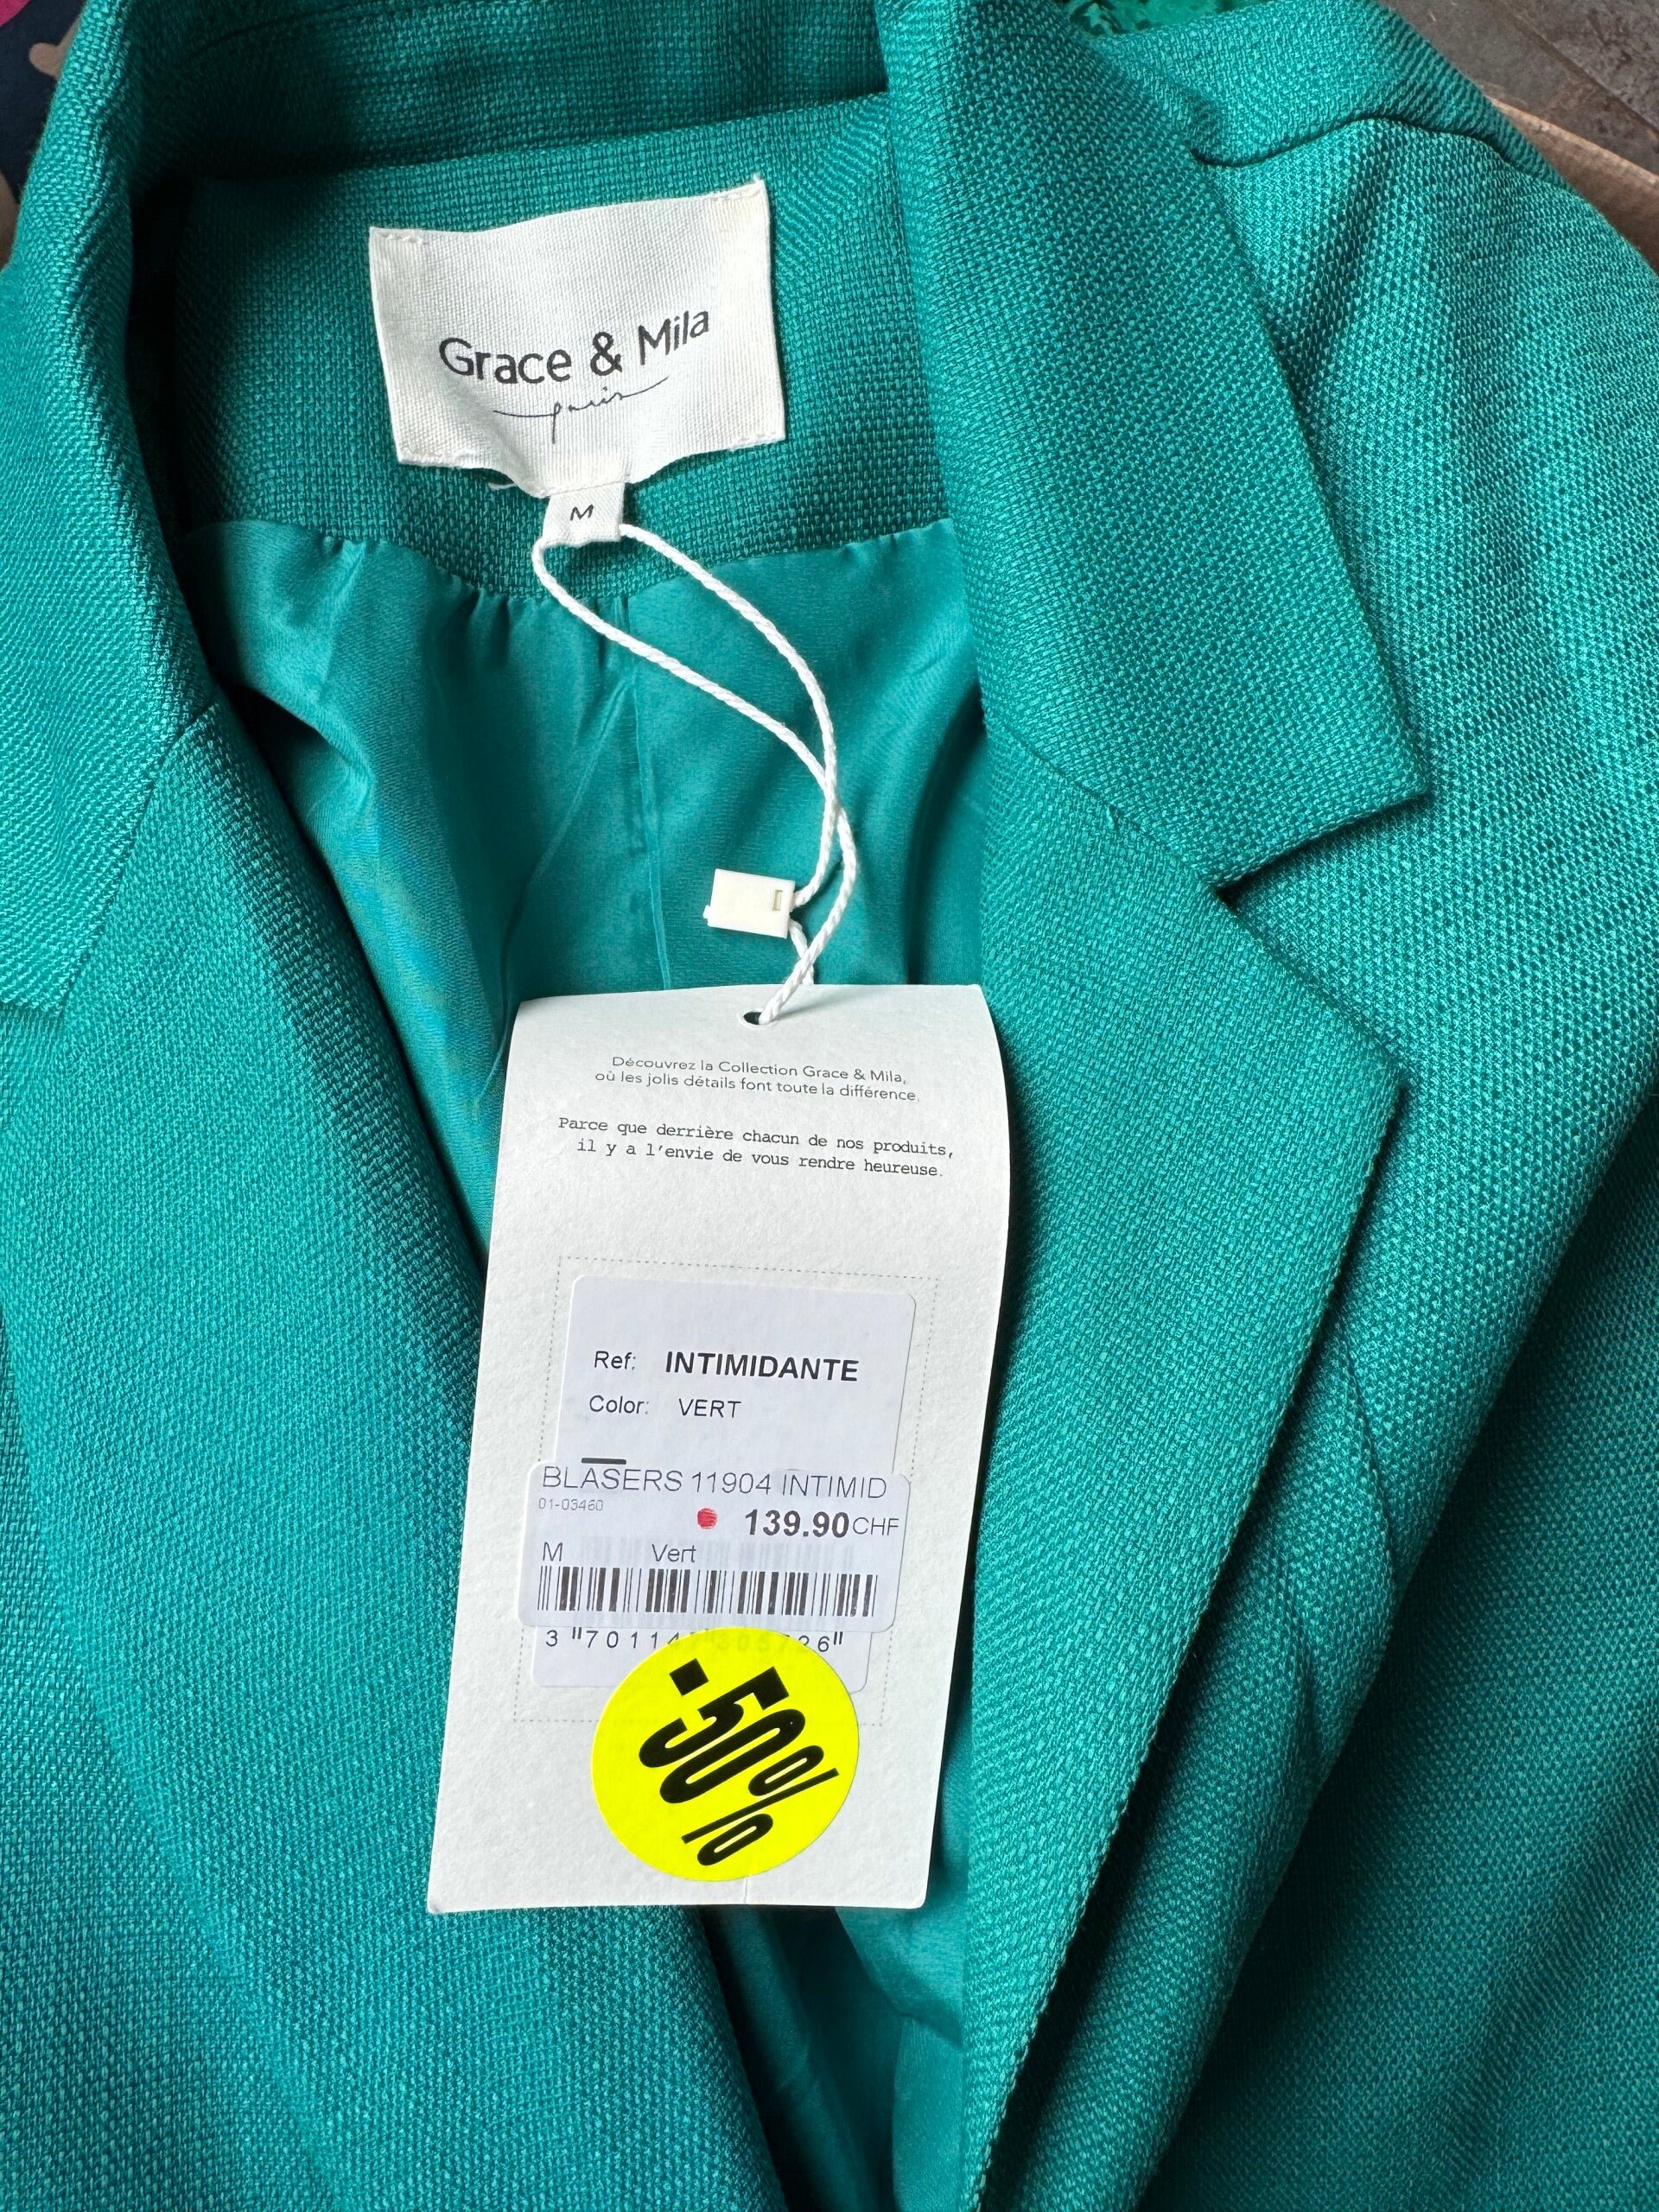 Grace & Mila
paris
M
Découvrez la Collection Grace & Mila,
où les jolis détails font toute la différence.
Parce que derrière chacun de nos produits,
il y a l'envie de vous rendre heureuse.
Ref: INTIMIDANTE
Color: VERT
BLASERS 11904 INTIMID
01-03460
139.90 CHF
M Vert
-50%